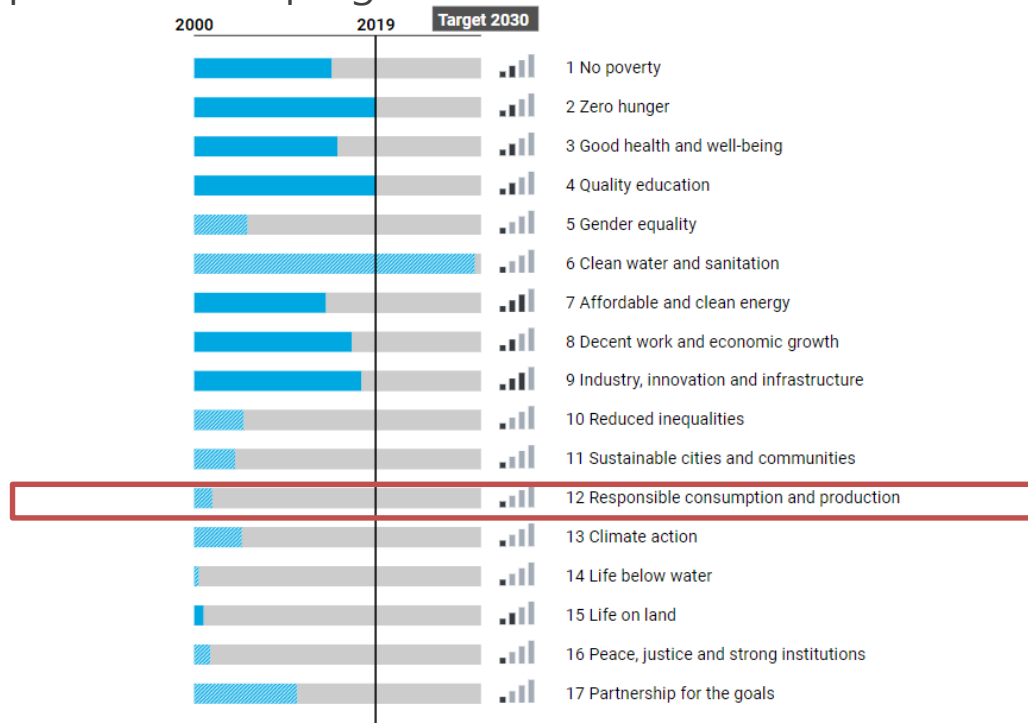 2000 2019 Target 2030
1 No poverty
2 Zero hunger
3 Good health and well-being
4 Quality education
5 Gender equality
6 Clean water and sanitation
7 Affordable and clean energy
8 Decent work and economic growth
9 Industry, innovation and infrastructure
10 Reduced inequalities
11 Sustainable cities and communities
12 Responsible consumption and production
13 Climate action
14 Life below water
15 Life on land
16 Peace, justice and strong institutions
17 Partnership for the goals